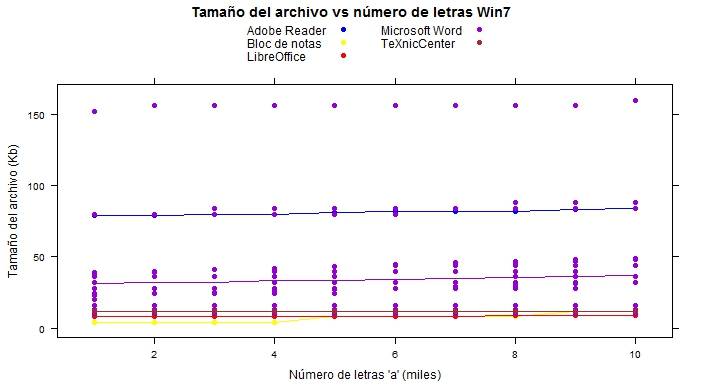 Tamaño del archivo vs número de letras Win7
Adobe Reader Microsoft Word
Bloc de notas TeXnicCenter
LibreOffice
Tamaño del archivo (Kb)
150
100
50
0
2 4 6 8 10
Número de letras 'a' (miles)